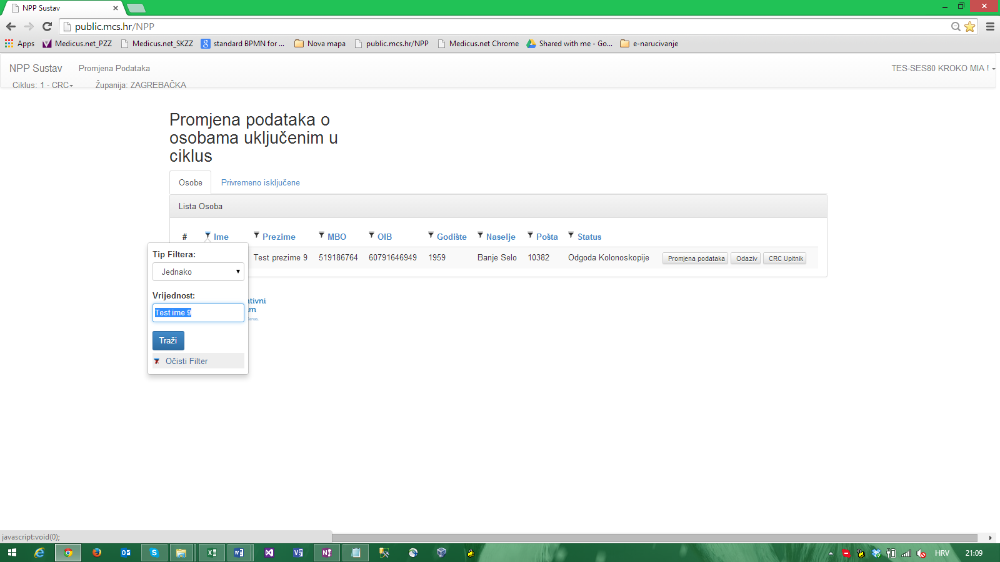 NPP Sustav
public.mcs.hr/NPP
Apps Medicus.net_PZZ Medicus.net_SKZZ standard BPMN for ... Nova mapa public.mcs.hr/NPP Medicus.net Chrome Shared with me - Go... e-narucivanje
NPP Sustav Promjena Podataka TES-SES80 KROKO MIA !
Ciklus: 1 - CRC Županija: ZAGREBAČKA
Promjena podataka o
osobama uključenim u
ciklus
Osobe Privremeno isključene
Lista Osoba
# Ime Prezime MBO OIB Godište Naselje Pošta Status
Test prezime 9 519186764 60791646949 1959 Banje Selo 10382 Odgoda Kolonoskopije Promjena podataka Odaziv CRC Upitnik
Tip Filtera:
Jednako
Vrijednost:
Test ime 9
Traži
Očisti Filter
ativni
m
danas.
javascript:void(0);
HRV 21:09